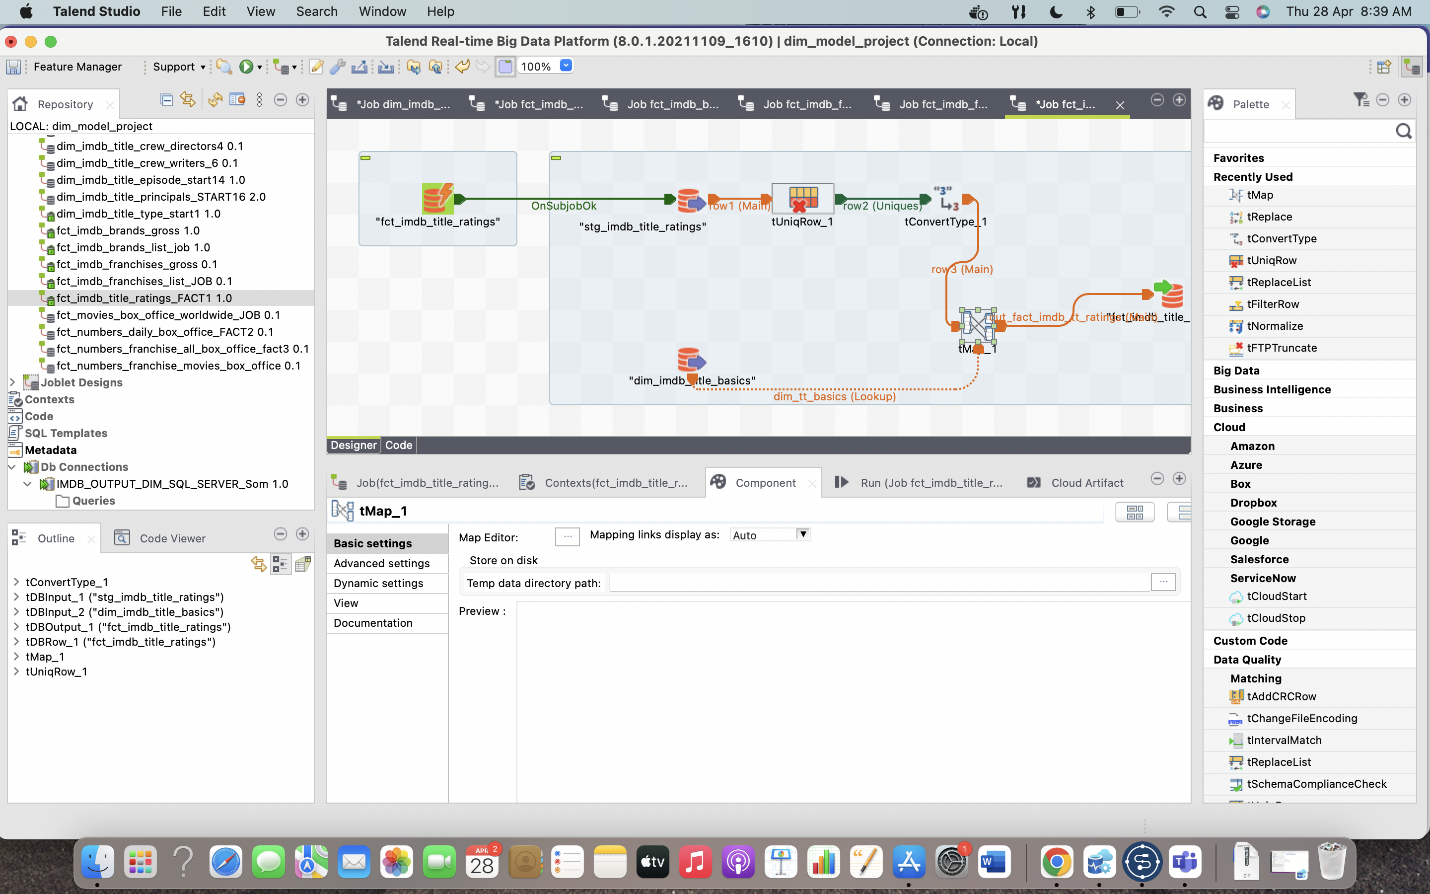 Talend Studio File Edit View Search Window Help
Thu 28 Apr 8:39 AM
Talend Real-time Big Data Platform (8.0.1.20211109_1610) | dim_model_project (Connection: Local)
Feature Manager
Support
100%
Repository
LOCAL: dim_model_project
dim_imdb_title_crew_directors4 0.1
dim_imdb_title_crew_writers_6 0.1
dim_imdb_title_episode_start14 1.0
dim_imdb_title_principals_START16 2.0
dim_imdb_title_type_start1 1.0
fct_imdb_brands_gross 1.0
fct_imdb_brands_list_job 1.0
fct_imdb_franchises_gross 0.1
fct_imdb_franchises_list_JOB 0.1
fct_imdb_title_ratings_FACT1 1.0
fct_movies_box_office_worldwide_JOB 0.1
fct_numbers_daily_box_office_FACT2 0.1
fct_numbers_franchise_all_box_office_fact3 0.1
fct_numbers_franchise_movies_box_office 0.1
Joblet Designs
Contexts
Code
SQL Templates
Metadata
Db Connections
IMDB_OUTPUT_DIM_SQL_SERVER_Som 1.0
Queries
*Job dim_imdb_...
*Job fct_imdb_...
Job fct_imdb_b...
Job fct_imdb_f...
Job fct_imdb_f...
*Job fct_i...
"fct_imdb_title_ratings"
OnSubjobOk
"stg_imdb_title_ratings"
row1 (Main)
tUniqRow_1
row2 (Uniques)
"3"
3
tConvertType_1
row3 (Main)
"fct_imdb_title_
tMap_1
"dim_imdb_title_basics"
dim_tt_basics (Lookup)
Designer
Code
Job(fct_imdb_title_rating...
Contexts(fct_imdb_title_r...
Component
Run (Job fct_imdb_title_r...
Cloud Artifact
tMap_1
Basic settings
Advanced settings
Dynamic settings
View
Documentation
Map Editor:
...
Mapping links display as:
Auto
Store on disk
Temp data directory path:
...
Preview :
Outline
Code Viewer
tConvertType_1
tDBInput_1 ("stg_imdb_title_ratings")
tDBInput_2 ("dim_imdb_title_basics")
tDBOutput_1 ("fct_imdb_title_ratings")
tDBRow_1 ("fct_imdb_title_ratings")
tMap_1
tUniqRow_1
Palette
Favorites
Recently Used
tMap
tReplace
tConvertType
tUniqRow
tReplaceList
tFilterRow
tNormalize
tFTPTruncate
Big Data
Business Intelligence
Business
Cloud
Amazon
Azure
Box
Dropbox
Google Storage
Google
Salesforce
ServiceNow
tCloudStart
tCloudStop
Custom Code
Data Quality
Matching
tAddCRCRow
tChangeFileEncoding
tIntervalMatch
tReplaceList
tSchemaComplianceCheck
APR
2
28
tv
1
W